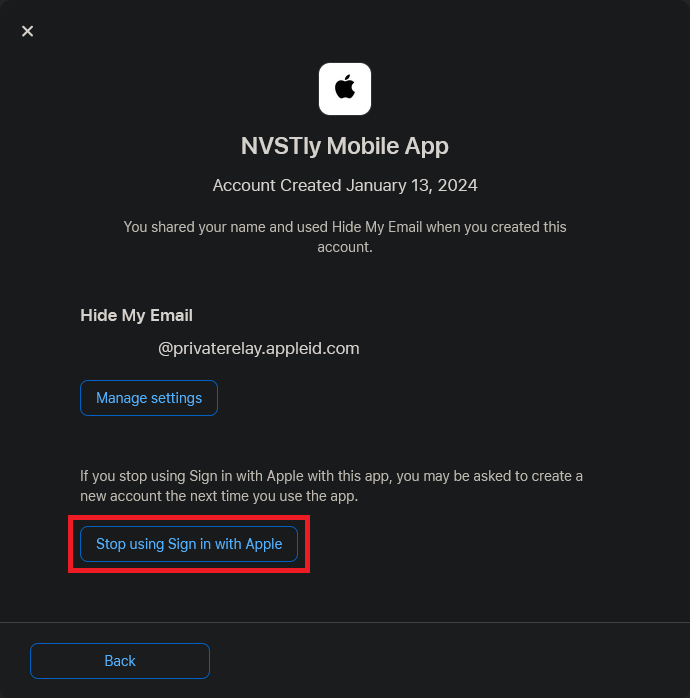 NVSTly Mobile App
Account Created January 13, 2024
You shared your name and used Hide My Email when you created this
account.
Hide My Email
@privaterelay.appleid.com
Manage settings
If you stop using Sign in with Apple with this app, you may be asked to create a
new account the next time you use the app.
Stop using Sign in with Apple
Back